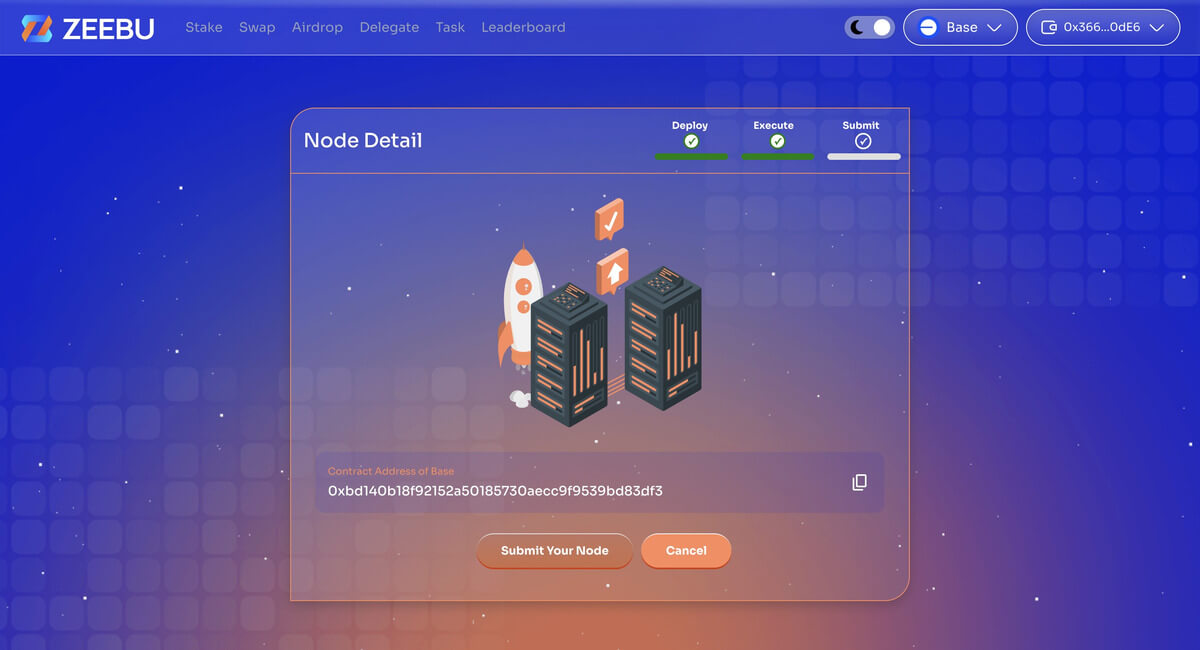 ZEEBU
Stake Swap Airdrop Delegate Task Leaderboard
Base
0x366...0dE6
Node Detail
Deploy Execute Submit
Contract Address of Base
0xbd140b18f92152a50185730aecc9f9539bd83df3
Submit Your Node
Cancel